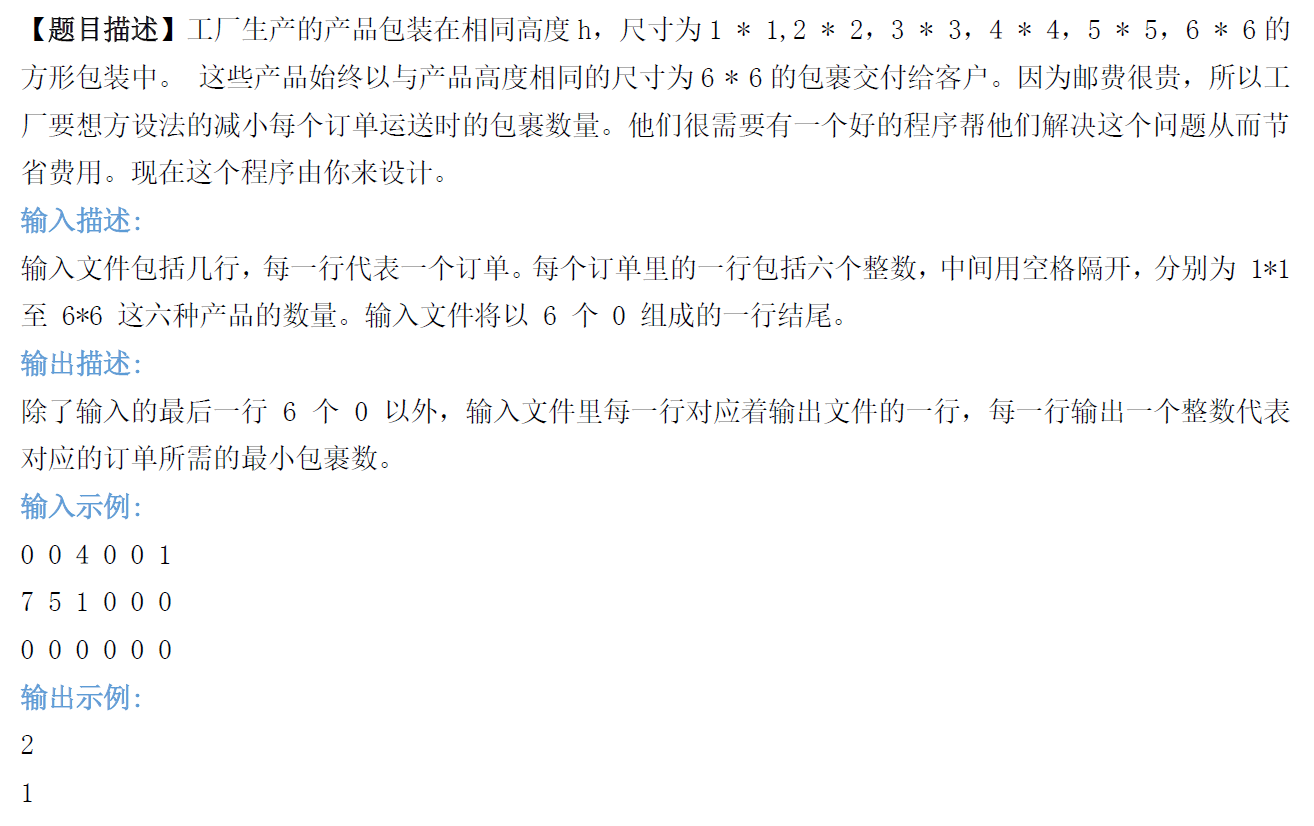 【题目描述】工厂生产的产品包装在相同高度h，尺寸为1 * 1,2 * 2，3 * 3，4 * 4，5 * 5，6 * 6的
方形包装中。 这些产品始终以与产品高度相同的尺寸为6*6的包裹交付给客户。因为邮费很贵，所以工
厂要想方设法的减小每个订单运送时的包裹数量。他们很需要有一个好的程序帮他们解决这个问题从而节
省费用。现在这个程序由你来设计。
输入描述:
输入文件包括几行，每一行代表一个订单。每个订单里的一行包括六个整数，中间用空格隔开，分别为 1*1
至 6*6 这六种产品的数量。输入文件将以 6 个 0 组成的一行结尾。
输出描述:
除了输入的最后一行 6 个 0 以外，输入文件里每一行对应着输出文件的一行，每一行输出一个整数代表
对应的订单所需的最小包裹数。
输入示例:
0 0 4 0 0 1
7 5 1 0 0 0
0 0 0 0 0 0
输出示例:
2
1